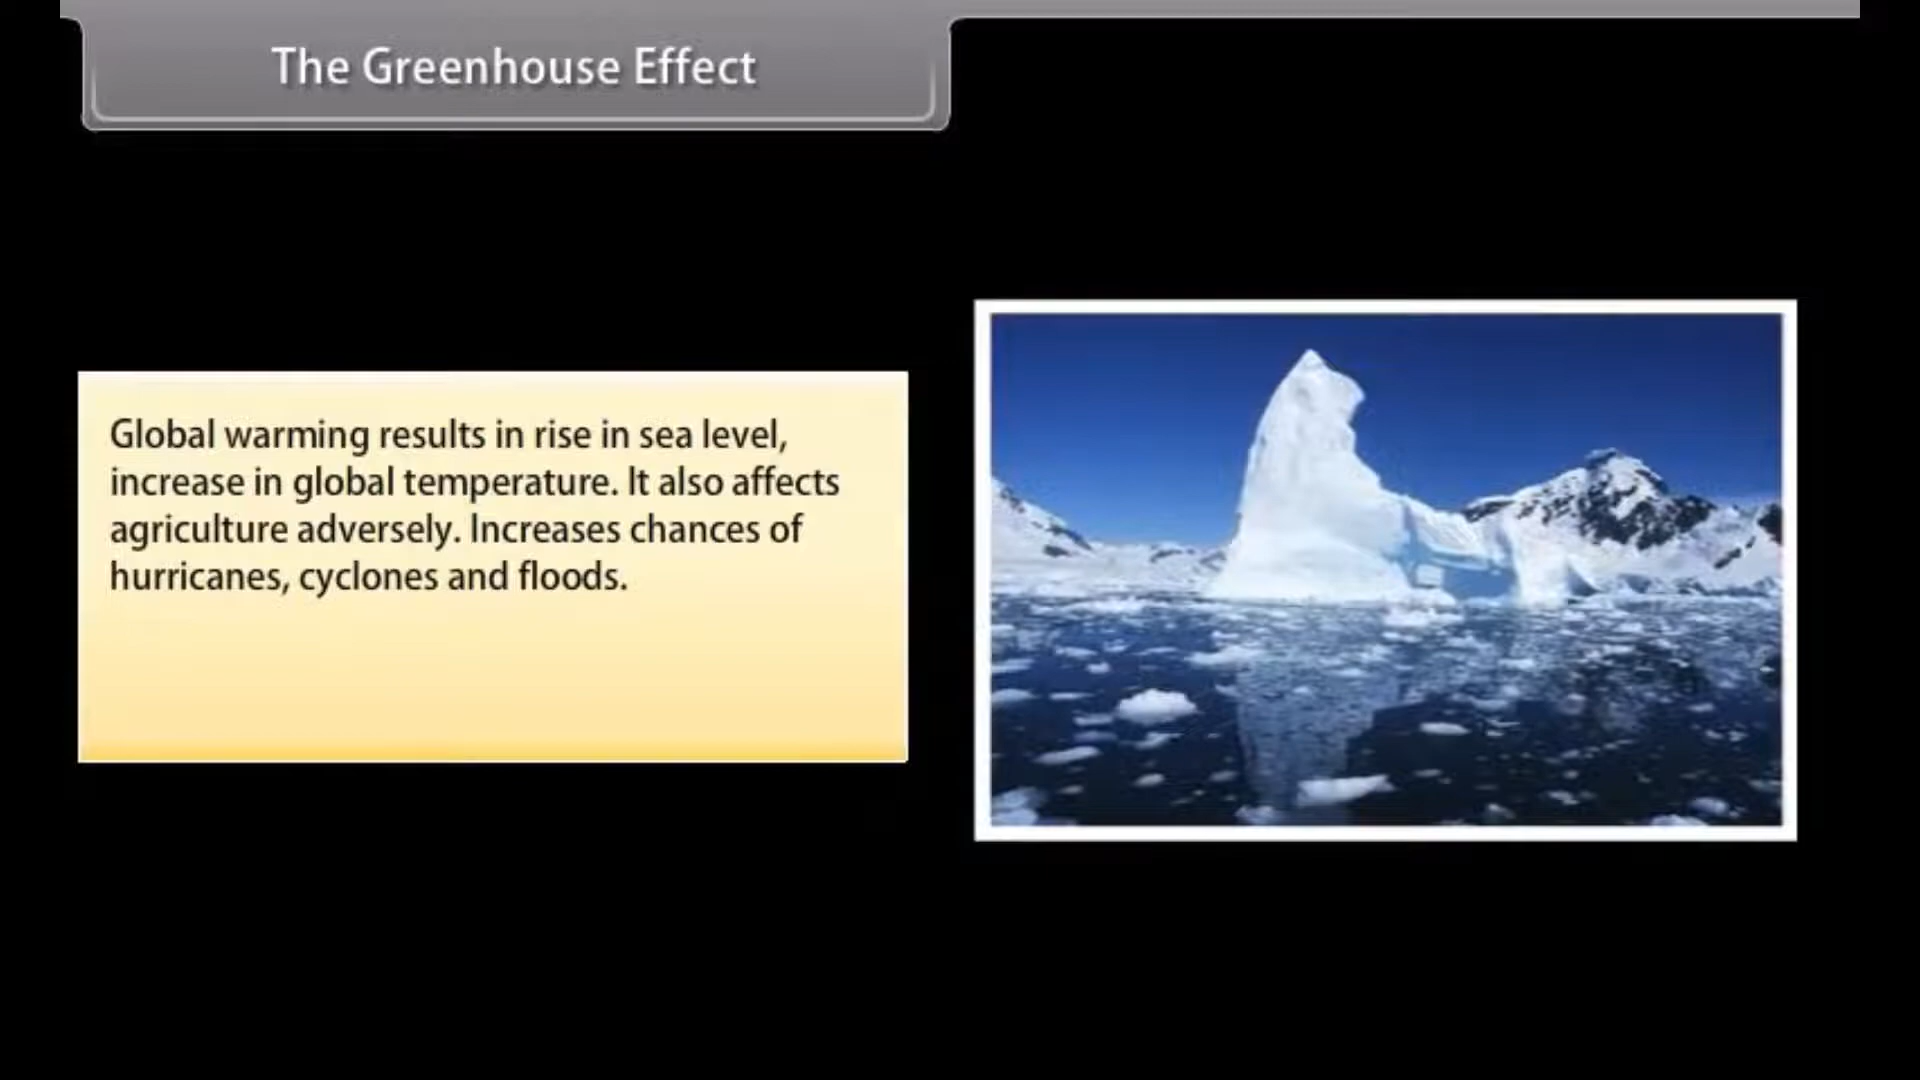 The Greenhouse Effect
Global warming results in rise in sea level,
increase in global temperature. It also affects
agriculture adversely. Increases chances of
hurricanes, cyclones and floods.